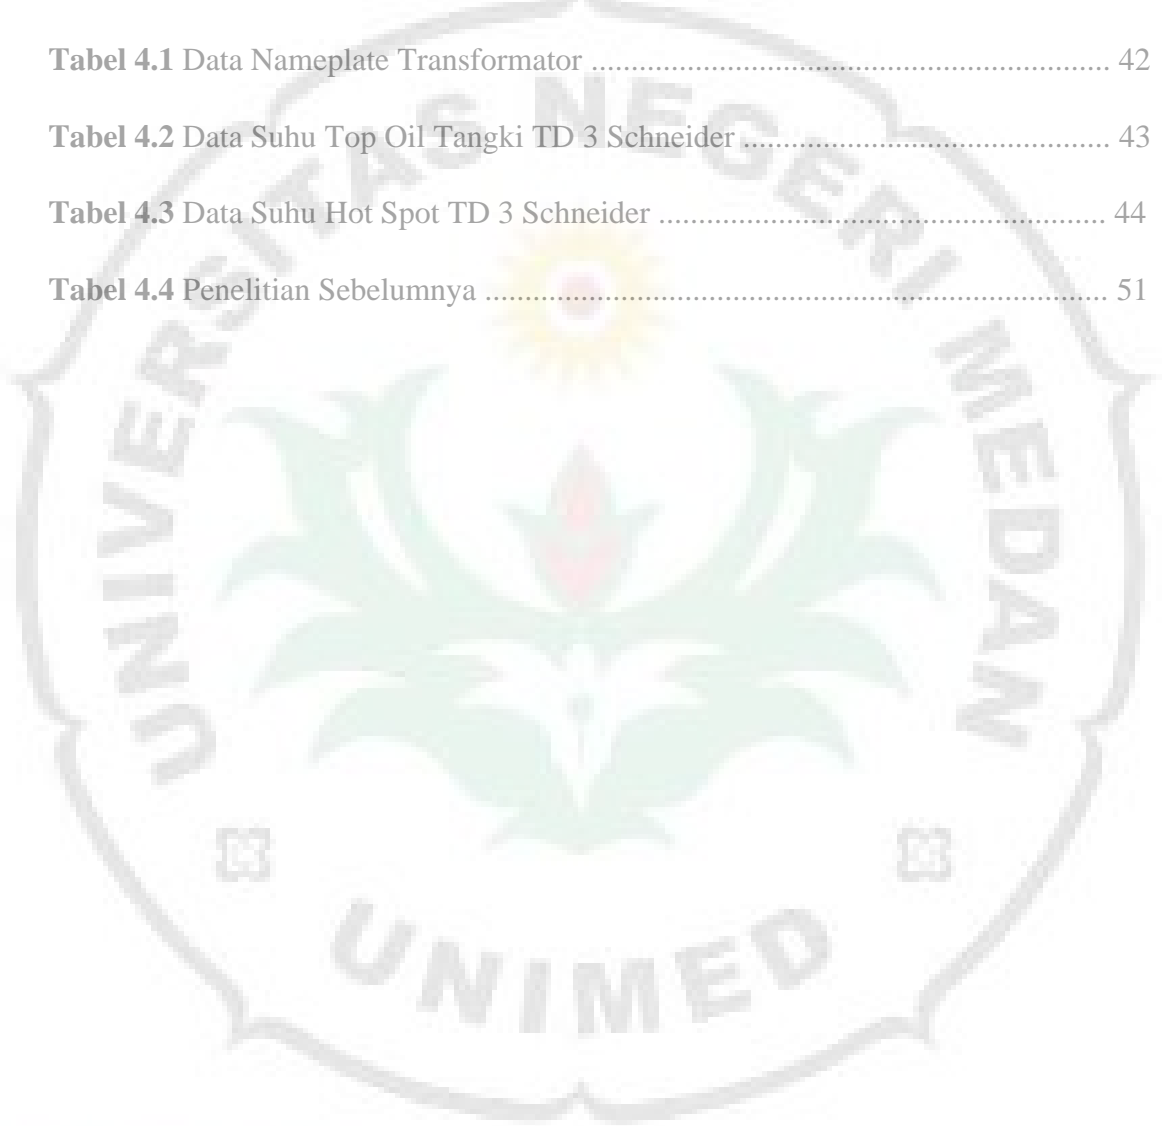 Tabel 4.1 Data Nameplate Transformator ................................................................ 42
Tabel 4.2 Data Suhu Top Oil Tangki TD 3 Schneider ............................................. 43
Tabel 4.3 Data Suhu Hot Spot TD 3 Schneider ....................................................... 44
Tabel 4.4 Penelitian Sebelumnya ............................................................................. 51
UNIVERSITAS NEGERI MEDAN
UNIMED